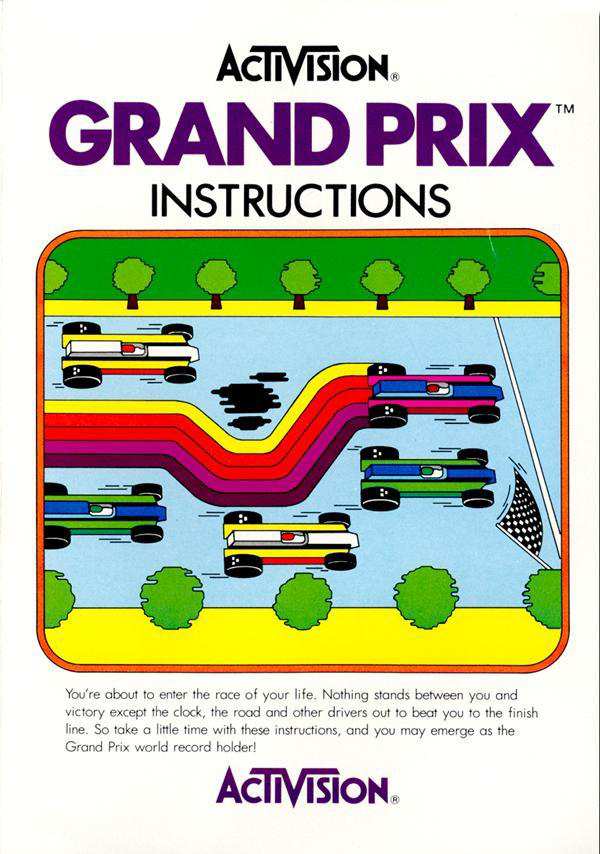 ACTIVISION®
GRAND PRIX™
INSTRUCTIONS
You're about to enter the race of your life. Nothing stands between you and
victory except the clock, the road and other drivers out to beat you to the finish
line. So take a little time with these instructions, and you may emerge as the
Grand Prix world record holder!
ACTIVISION®